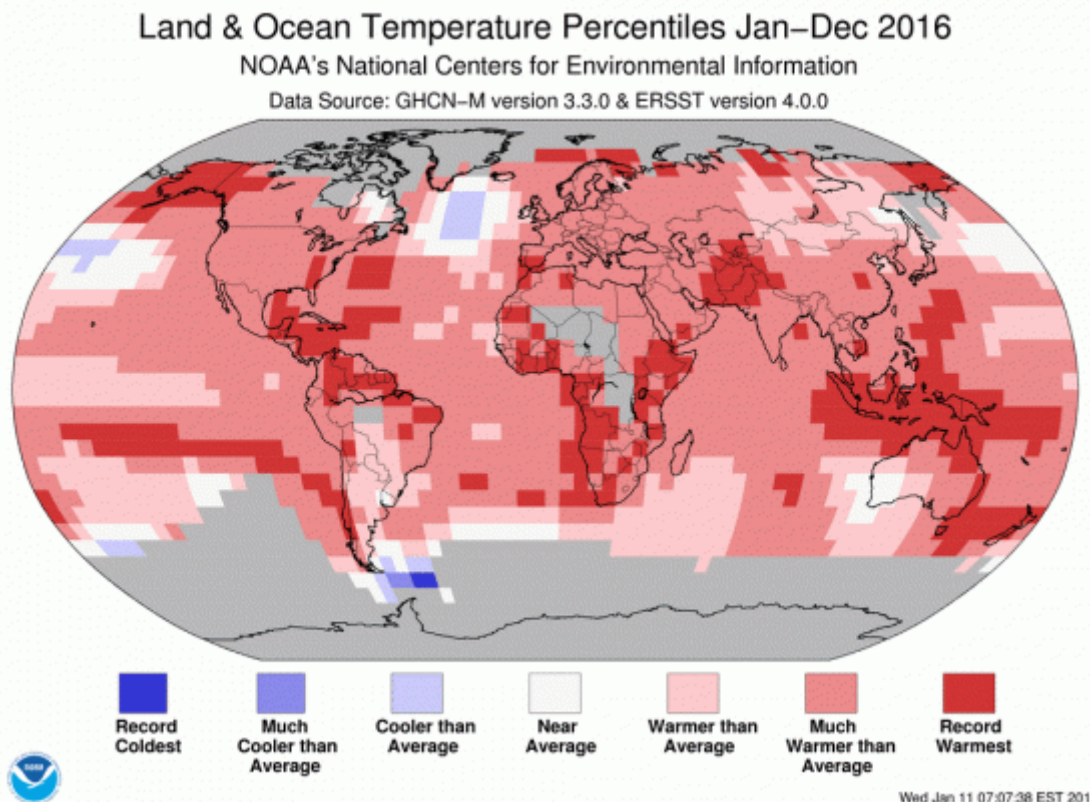 Land & Ocean Temperature Percentiles Jan–Dec 2016
NOAA's National Centers for Environmental Information
Data Source: GHCN–M version 3.3.0 & ERSST version 4.0.0
Record
Coldest
Much
Cooler than
Average
Cooler than
Average
Near
Average
Warmer than
Average
Much
Warmer than
Average
Record
Warmest
Wed Jan 11 07:07:38 EST 201